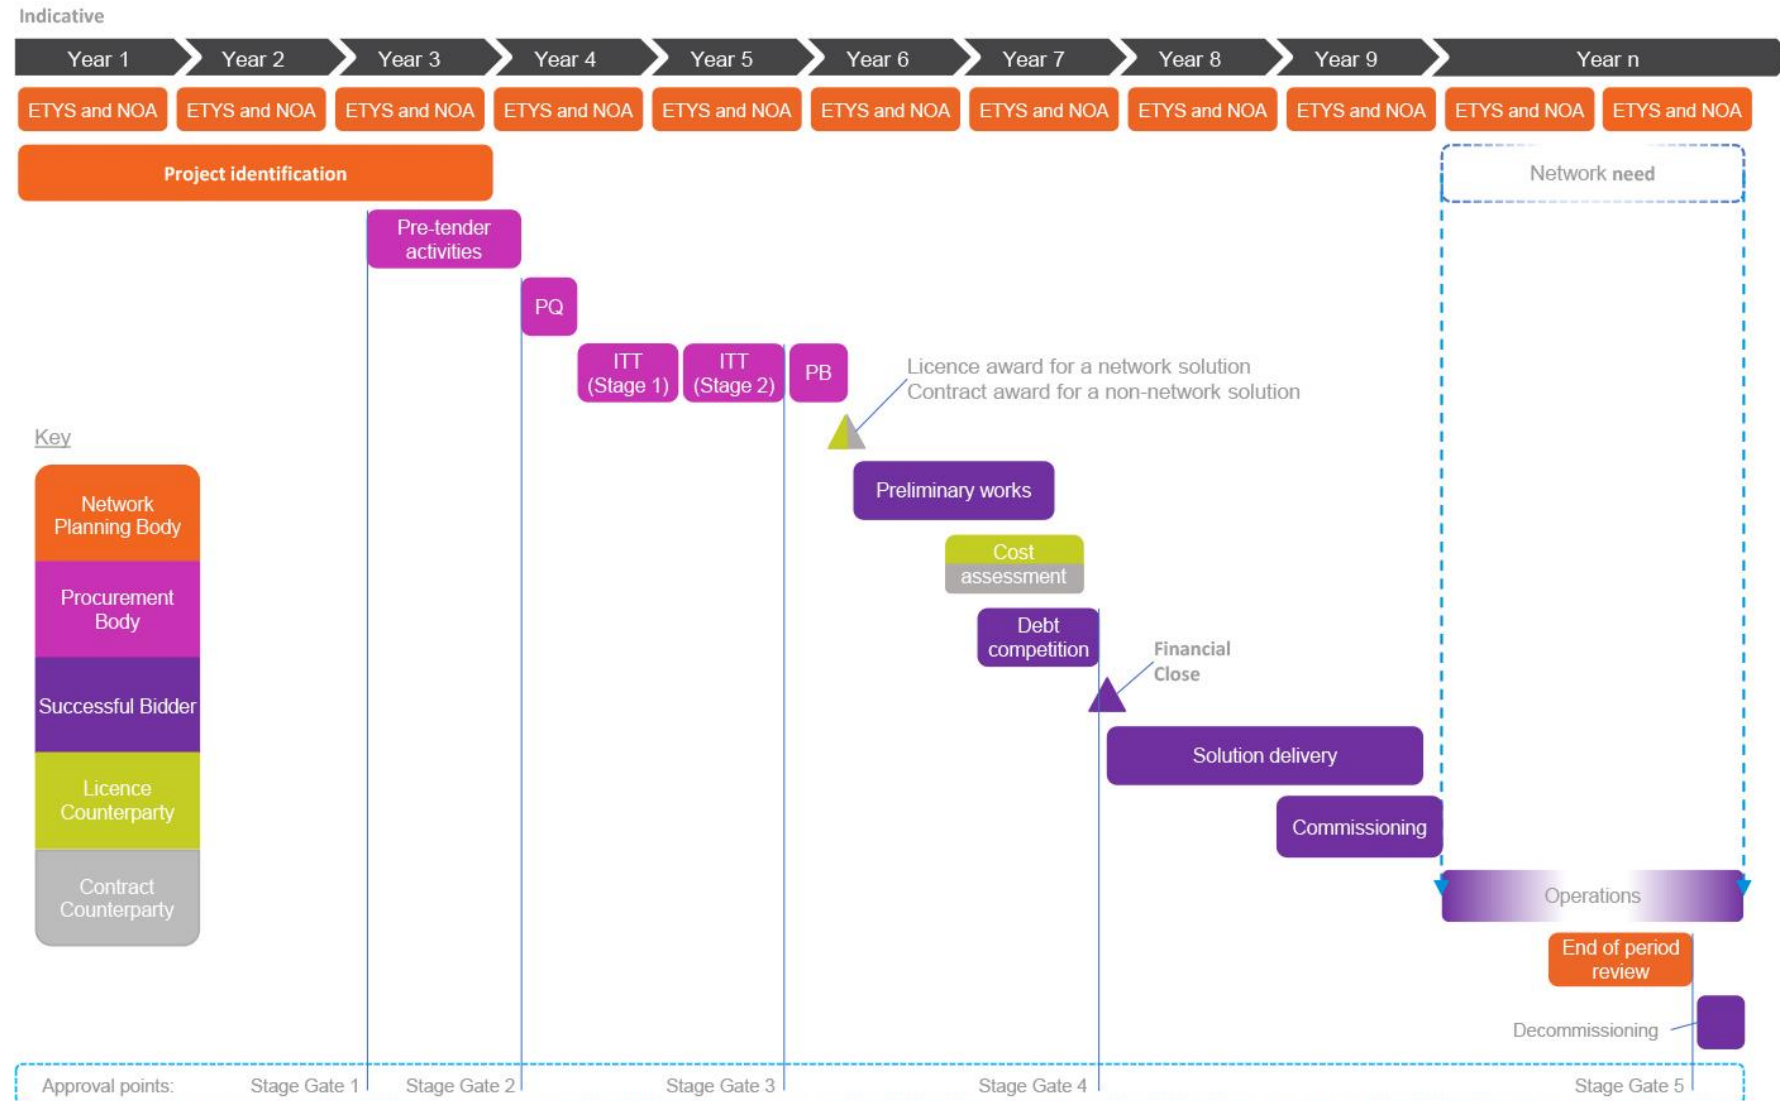 Indicative
Year 1
Year 2
Year 3
Year 4
Year 5
Year 6
Year 7
Year 8
Year 9
Year n
ETYS and NOA
ETYS and NOA
ETYS and NOA
ETYS and NOA
ETYS and NOA
ETYS and NOA
ETYS and NOA
ETYS and NOA
ETYS and NOA
ETYS and NOA
ETYS and NOA
Project identification
Network need
Pre-tender
activities
PQ
ITT
(Stage 1)
ITT
(Stage 2)
PB
Licence award for a network solution
Contract award for a non-network solution
Key
Network
Planning Body
Procurement
Body
Successful Bidder
Licence
Counterparty
Contract
Counterparty
Preliminary works
Cost
assessment
Debt
competition
Financial
Close
Solution delivery
Commissioning
Operations
End of period
review
Decommissioning
Approval points:
Stage Gate 1
Stage Gate 2
Stage Gate 3
Stage Gate 4
Stage Gate 5